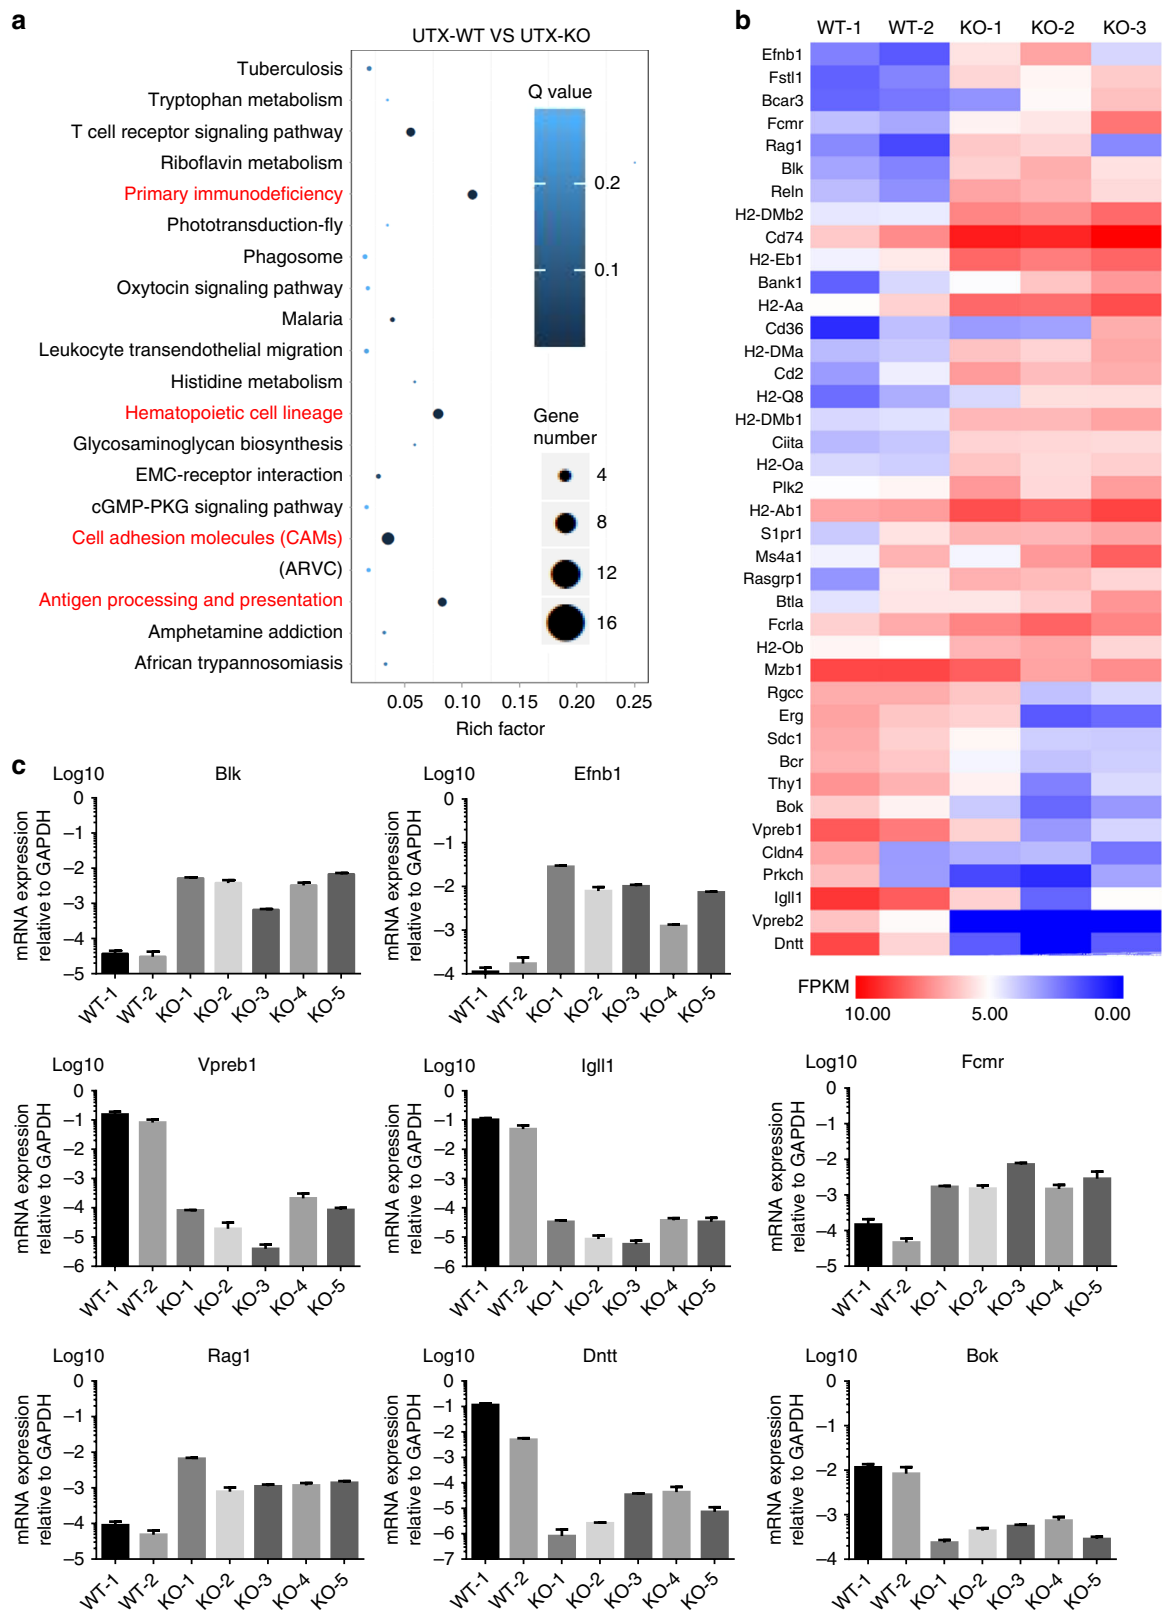 a
UTX-WT VS UTX-KO
Tuberculosis
Tryptophan metabolism
T cell receptor signaling pathway
Riboflavin metabolism
Primary immunodeficiency
Phototransduction-fly
Phagosome
Oxytocin signaling pathway
Malaria
Leukocyte transendothelial migration
Histidine metabolism
Hematopoietic cell lineage
Glycosaminoglycan biosynthesis
EMC-receptor interaction
cGMP-PKG signaling pathway
Cell adhesion molecules (CAMs)
(ARVC)
Antigen processing and presentation
Amphetamine addiction
African trypannosomiasis
Q value
0.2
0.1
Gene
number
4
8
12
16
0.05 0.10 0.15 0.20 0.25
Rich factor
b
WT-1 WT-2 KO-1 KO-2 KO-3
Efnb1
Fstl1
Bcar3
Fcmr
Rag1
Blk
Reln
H2-DMb2
Cd74
H2-Eb1
Bank1
H2-Aa
Cd36
H2-DMa
Cd2
H2-Q8
H2-DMb1
Ciita
H2-Oa
Plk2
H2-Ab1
S1pr1
Ms4a1
Rasgrp1
Btla
Fcrla
H2-Ob
Mzb1
Rgcc
Erg
Sdc1
Bcr
Thy1
Bok
Vpreb1
Cldn4
Prkch
Igll1
Vpreb2
Dntt
FPKM
10.00 5.00 0.00
c
Log10 Blk
mRNA expression
relative to GAPDH
0
–1
–2
–3
–4
–5
WT-1 WT-2 KO-1 KO-2 KO-3 KO-4 KO-5
Log10 Efnb1
mRNA expression
relative to GAPDH
0
–1
–2
–3
–4
WT-1 WT-2 KO-1 KO-2 KO-3 KO-4 KO-5
Log10 Vpreb1
mRNA expression
relative to GAPDH
0
–1
–2
–3
–4
–5
–6
WT-1 WT-2 KO-1 KO-2 KO-3 KO-4 KO-5
Log10 Igll1
mRNA expression
relative to GAPDH
0
–1
–2
–3
–4
–5
–6
WT-1 WT-2 KO-1 KO-2 KO-3 KO-4 KO-5
Log10 Fcmr
mRNA expression
relative to GAPDH
0
–1
–2
–3
–4
–5
WT-1 WT-2 KO-1 KO-2 KO-3 KO-4 KO-5
Log10 Rag1
mRNA expression
relative to GAPDH
0
–1
–2
–3
–4
–5
WT-1 WT-2 KO-1 KO-2 KO-3 KO-4 KO-5
Log10 Dntt
mRNA expression
relative to GAPDH
0
–1
–2
–3
–4
–5
–6
–7
WT-1 WT-2 KO-1 KO-2 KO-3 KO-4 KO-5
Log10 Bok
mRNA expression
relative to GAPDH
0
–1
–2
–3
–4
WT-1 WT-2 KO-1 KO-2 KO-3 KO-4 KO-5